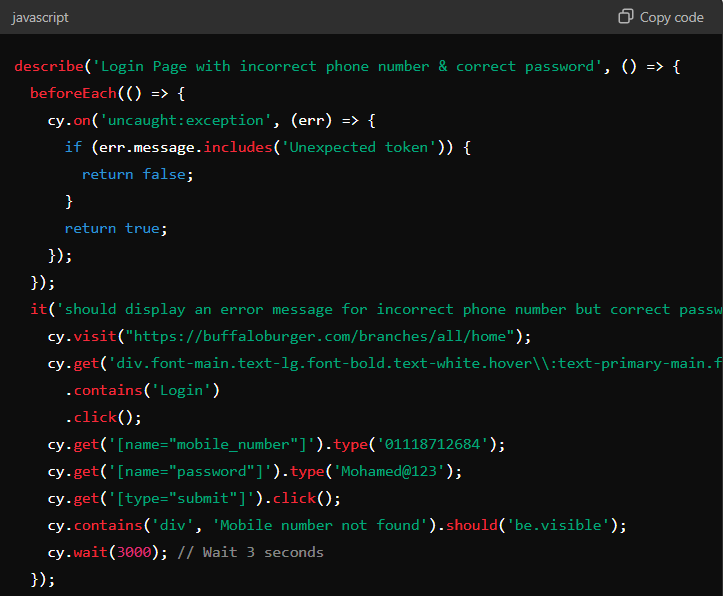 javascript
Copy code
describe('Login Page with incorrect phone number & correct password', () => {
beforeEach(() => {
cy.on('uncaught:exception', (err) => {
if (err.message.includes('Unexpected token')) {
return false;
}
return true;
});
});
it('should display an error message for incorrect phone number but correct passw
cy.visit("https://buffaloburger.com/branches/all/home");
cy.get('div.font-main.text-lg.font-bold.text-white.hover\\:text-primary-main.f
.contains('Login')
.click();
cy.get('[name="mobile_number"]').type('01118712684');
cy.get('[name="password"]').type('Mohamed@123');
cy.get('[type="submit"]').click();
cy.contains('div', 'Mobile number not found').should('be.visible');
cy.wait(3000); // Wait 3 seconds
});